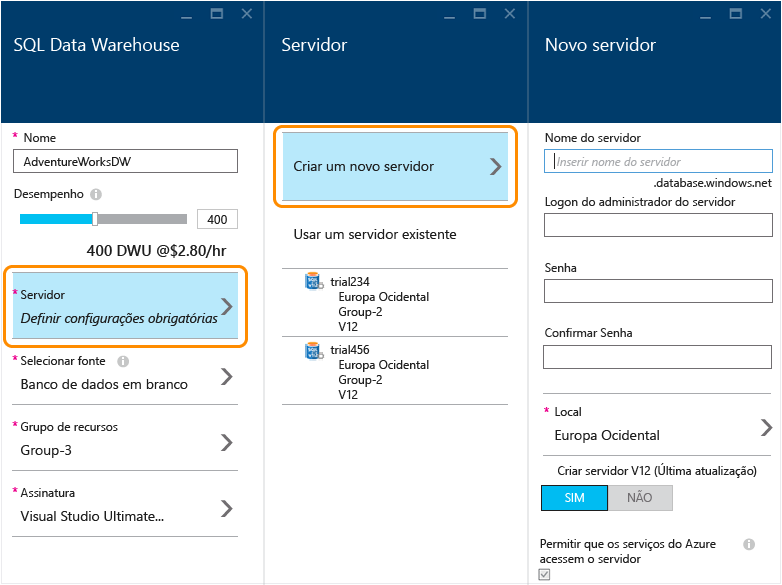 SQL Data Warehouse
* Nome
AdventureWorksDW
Desempenho
400
400 DWU @$2.80/hr
* Servidor
Definir configurações obrigatórias
* Selecionar fonte
Banco de dados em branco
* Grupo de recursos
Group-3
* Assinatura
Visual Studio Ultimate...
Servidor
Criar um novo servidor
Usar um servidor existente
trial234
Europa Ocidental
Group-2
V12
trial456
Europa Ocidental
Group-2
V12
Novo servidor
Nome do servidor
Inserir nome do servidor
.database.windows.net
Logon do administrador do servidor
Senha
Confirmar Senha
* Local
Europa Ocidental
Criar servidor V12 (Última atualização)
SIM NÃO
Permitir que os serviços do Azure
acessem o servidor